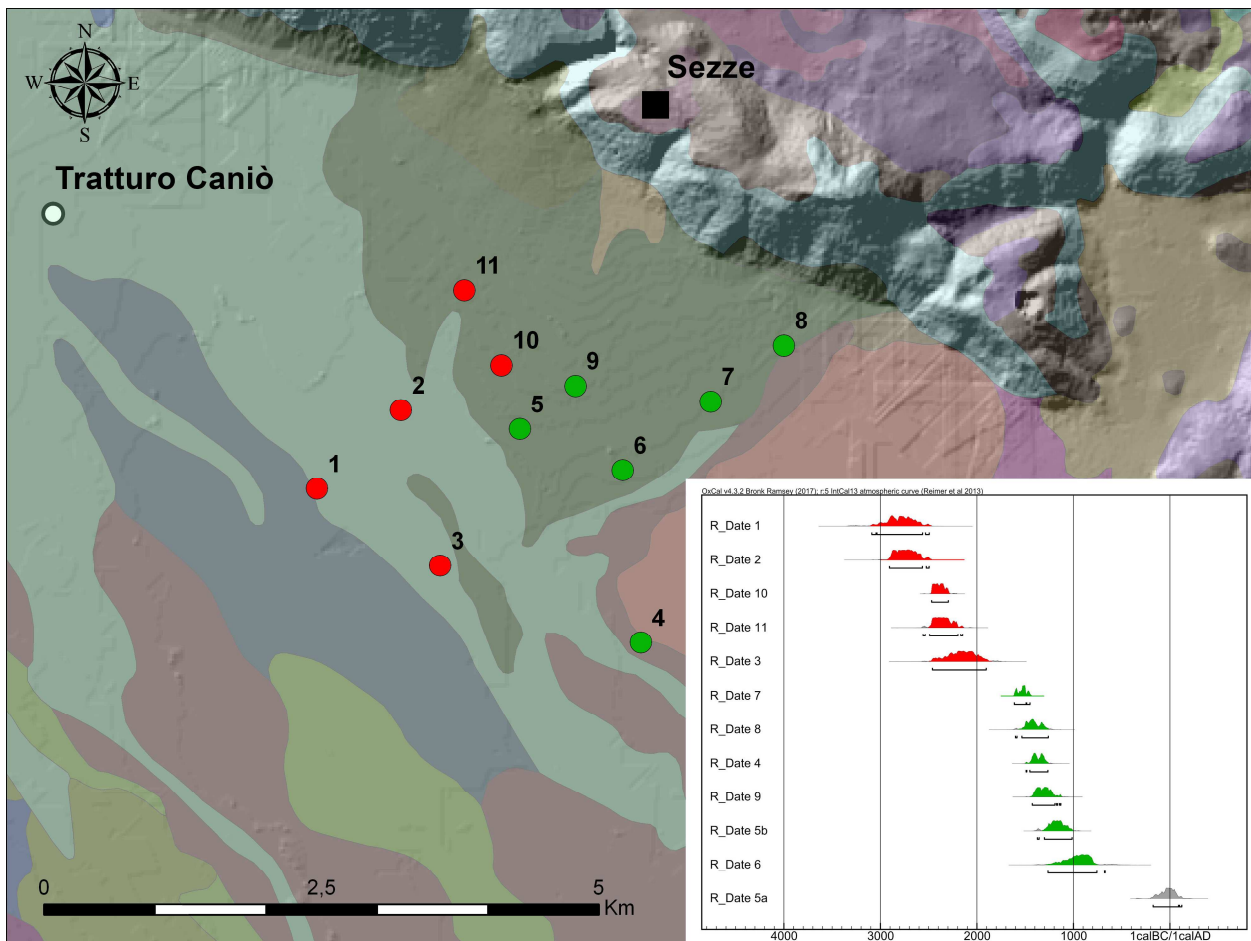 N
Sezze
W
E
S
Tratturo Caniò
11
8
10
9
7
2
5
6
1
3
4
OxCal v4.3.2 Bronk Ramsey (2017); r:5 IntCal13 atmospheric curve (Reimer et al 2013)
R_Date 1
R_Date 2
R_Date 10
R_Date 11
R_Date 3
R_Date 7
R_Date 8
R_Date 4
R_Date 9
R_Date 5b
R_Date 6
R_Date 5a
4000 3000 2000 1000 1calBC/1calAD
0 2,5 5
Km